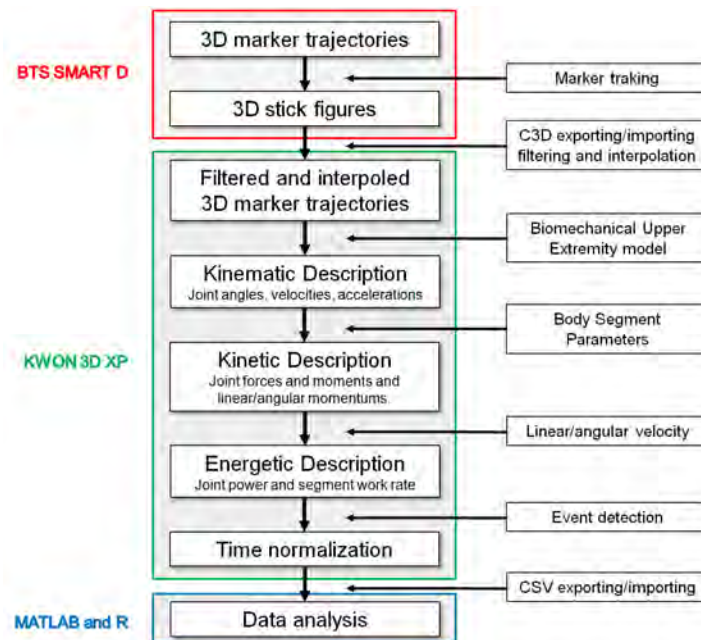 3D marker trajectories
BTS SMART D
Marker traking
3D stick figures
C3D exporting/importing
filtering and interpolation
Filtered and interpoled
3D marker trajectories
Biomechanical Upper
Extremity model
Kinematic Description
Joint angles, velocities, accelerations
Body Segment
Parameters
KWON 3D XP
Kinetic Description
Joint forces and moments and
linear/angular momentums
Linear/angular velocity
Energetic Description
Joint power and segment work rate
Event detection
Time normalization
CSV exporting/importing
MATLAB and R
Data analysis